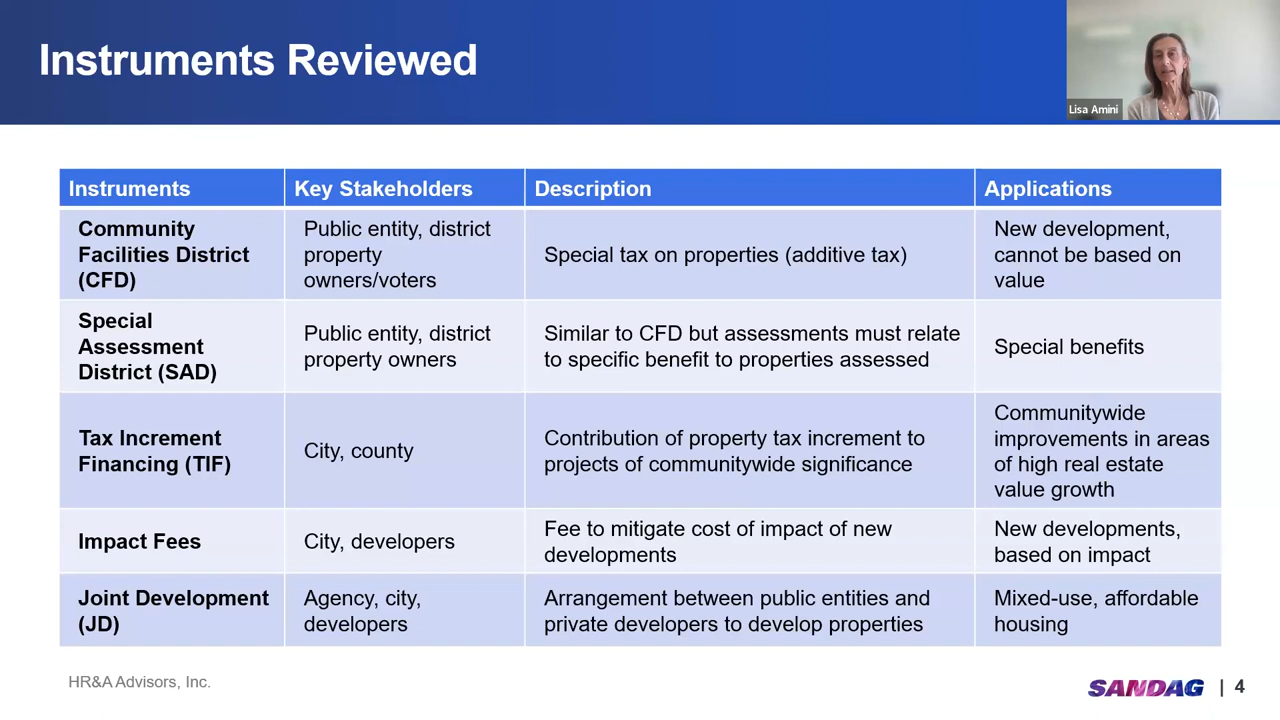 Instruments Reviewed
Lisa Amini
Instruments
Key Stakeholders
Description
Applications
Community
Facilities District
(CFD)
Public entity, district
property
owners/voters
Special tax on properties (additive tax)
New development,
cannot be based on
value
Special
Assessment
District (SAD)
Public entity, district
property owners
Similar to CFD but assessments must relate
to specific benefit to properties assessed
Special benefits
Tax Increment
Financing (TIF)
City, county
Contribution of property tax increment to
projects of communitywide significance
Communitywide
improvements in areas
of high real estate
value growth
Impact Fees
City, developers
Fee to mitigate cost of impact of new
developments
New developments,
based on impact
Joint Development
(JD)
Agency, city,
developers
Arrangement between public entities and
private developers to develop properties
Mixed-use, affordable
housing
HR&A Advisors, Inc.
SANDAG | 4